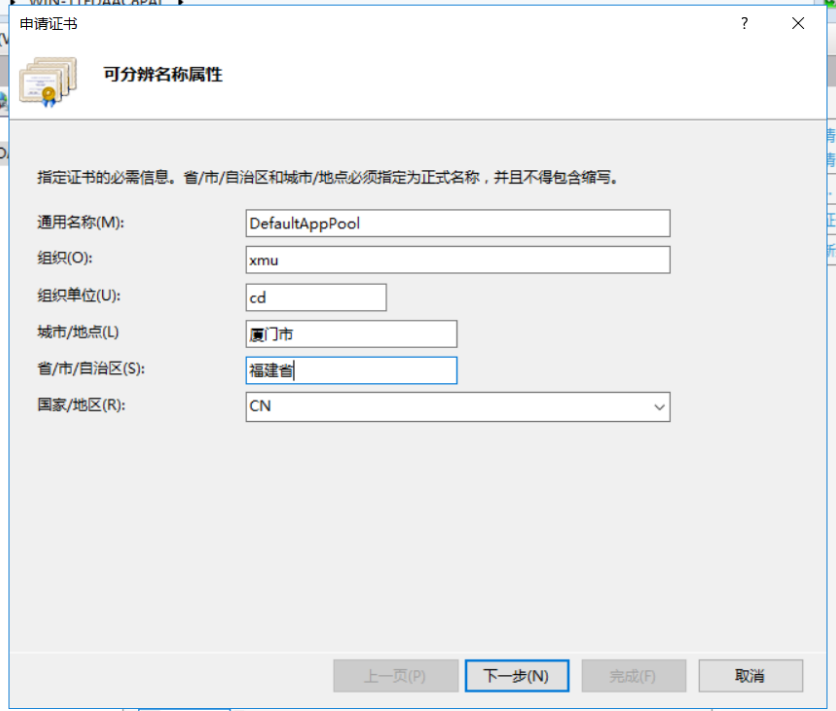 申请证书
可分辨名称属性
指定证书的必需信息。省/市/自治区和城市/地点必须指定为正式名称，并且不得包含缩写。
通用名称(M): DefaultAppPool
组织(O): xmu
组织单位(U): cd
城市/地点(L) 厦门市
省/市/自治区(S): 福建省
国家/地区(R): CN
上一页(P) 下一步(N) 完成(F) 取消